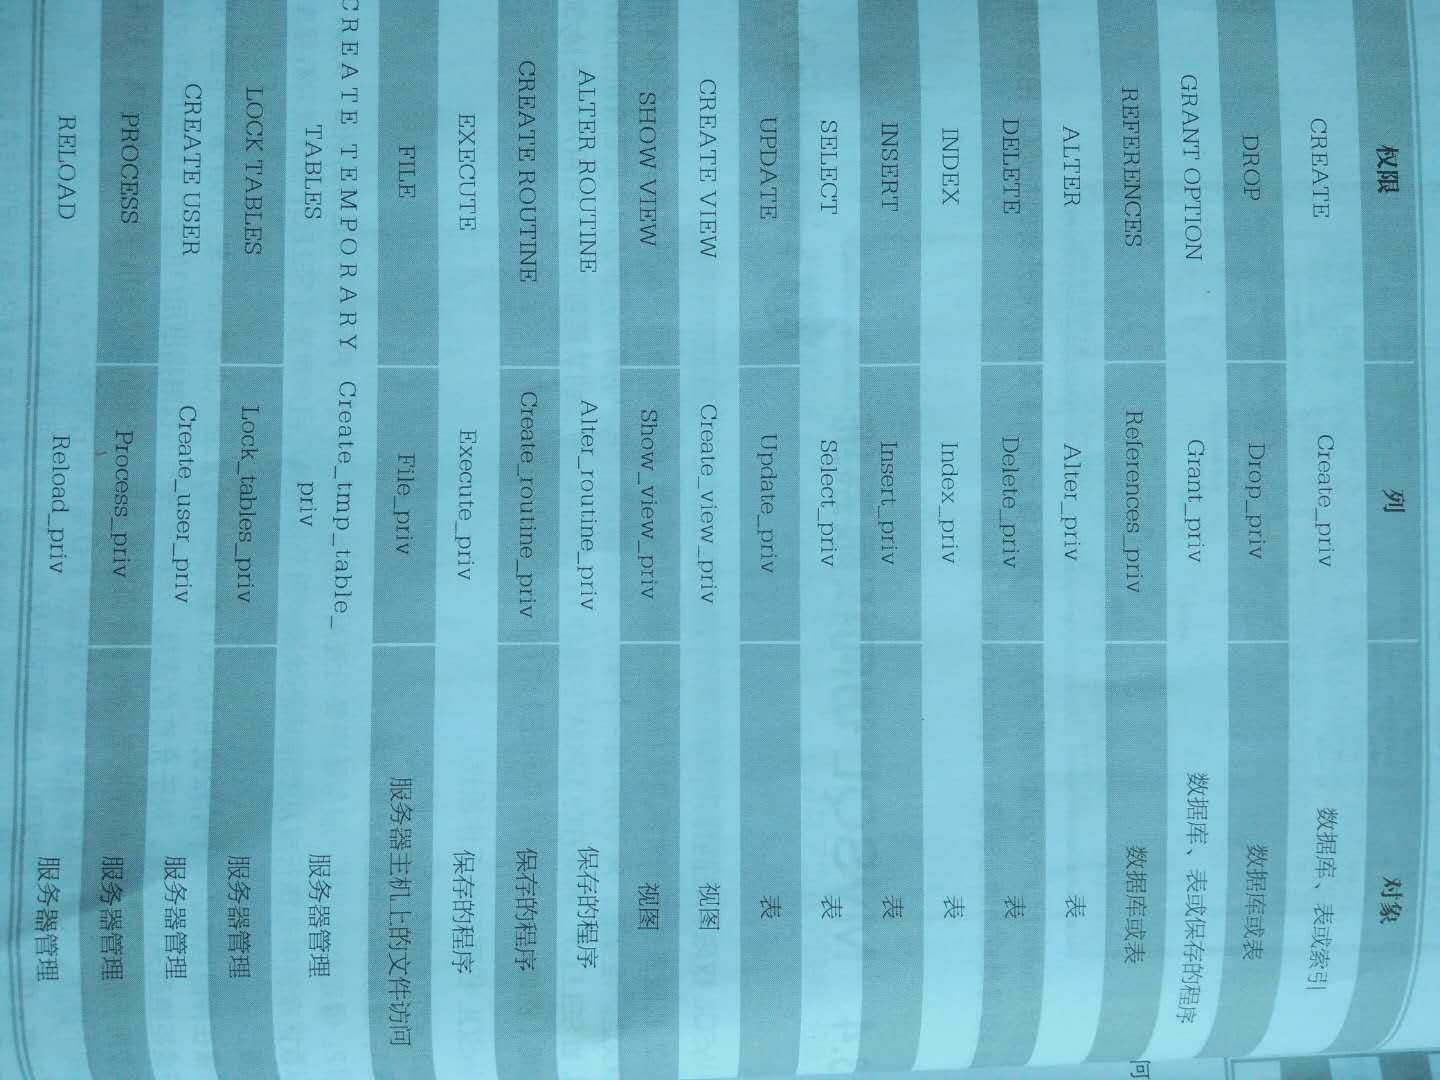 权限 列 对象
CREATE Create_priv 数据库、表或索引
DROP Drop_priv 数据库或表
GRANT OPTION Grant_priv 数据库、表或保存的程序
REFERENCES References_priv 数据库或表
ALTER Alter_priv 表
DELETE Delete_priv 表
INDEX Index_priv 表
INSERT Insert_priv 表
SELECT Select_priv 表
UPDATE Update_priv 表
CREATE VIEW Create_view_priv 视图
SHOW VIEW Show_view_priv 视图
ALTER ROUTINE Alter_routine_priv 保存的程序
CREATE ROUTINE Create_routine_priv 保存的程序
EXECUTE Execute_priv 保存的程序
FILE File_priv 服务器主机上的文件访问
CREATE TEMPORARY Create_tmp_table_
TABLES priv 服务器管理
LOCK TABLES Lock_tables_priv 服务器管理
CREATE USER Create_user_priv 服务器管理
PROCESS Process_priv 服务器管理
RELOAD Reload_priv 服务器管理
何